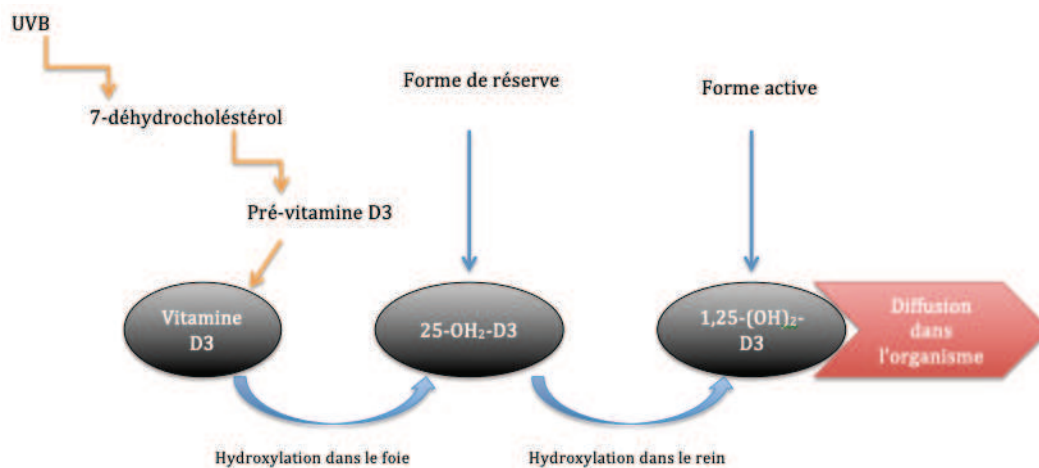 UVB
Forme de réserve
Forme active
7-déhydrocholéstérol
Pré-vitamine D3
Vitamine
D3
25-OH₂-D3
1,25-(OH)₂-
D3
Diffusion
dans
l'organisme
Hydroxylation dans le foie
Hydroxylation dans le rein